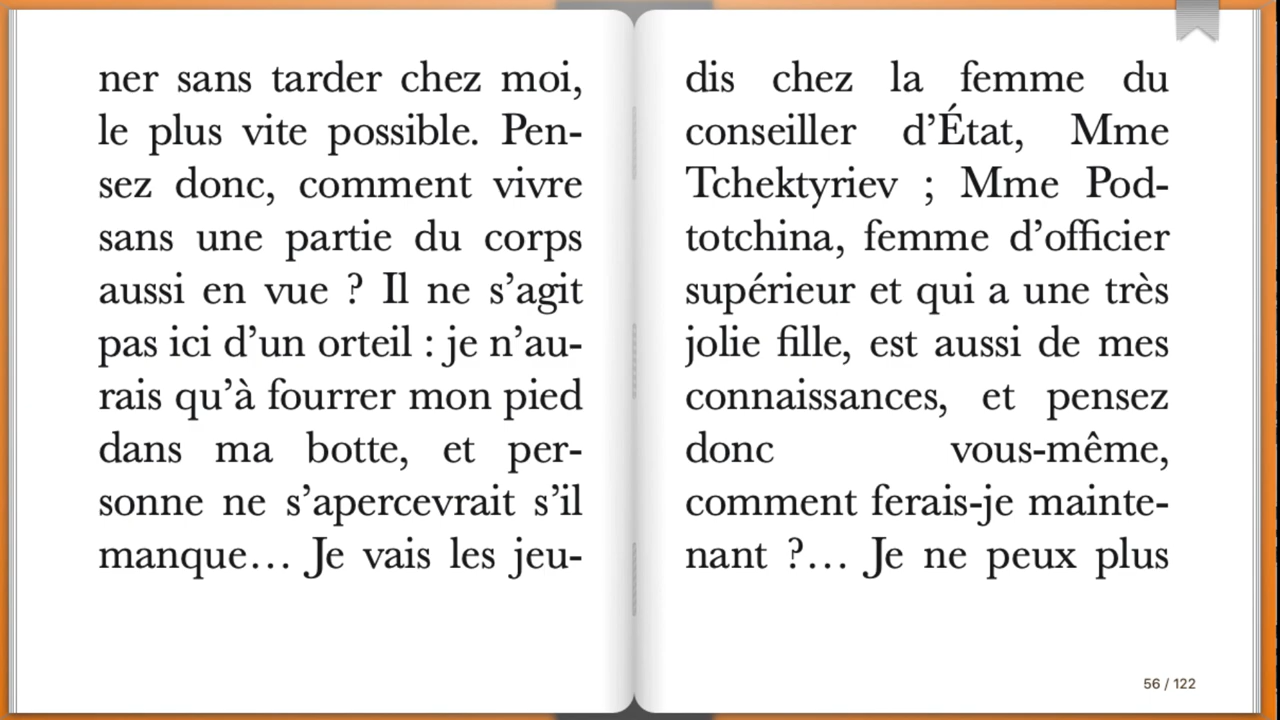 ner sans tarder chez moi,
le plus vite possible. Pen-
sez donc, comment vivre
sans une partie du corps
aussi en vue ? Il ne s’agit
pas ici d’un orteil : je n’au-
rais qu’à fourrer mon pied
dans ma botte, et per-
sonne ne s’apercevrait s’il
manque… Je vais les jeu-
dis chez la femme du
conseiller d’État, Mme
Tchektyriev ; Mme Pod-
totchina, femme d’officier
supérieur et qui a une très
jolie fille, est aussi de mes
connaissances, et pensez
donc vous-même,
comment ferais-je mainte-
nant ?… Je ne peux plus
56 / 122